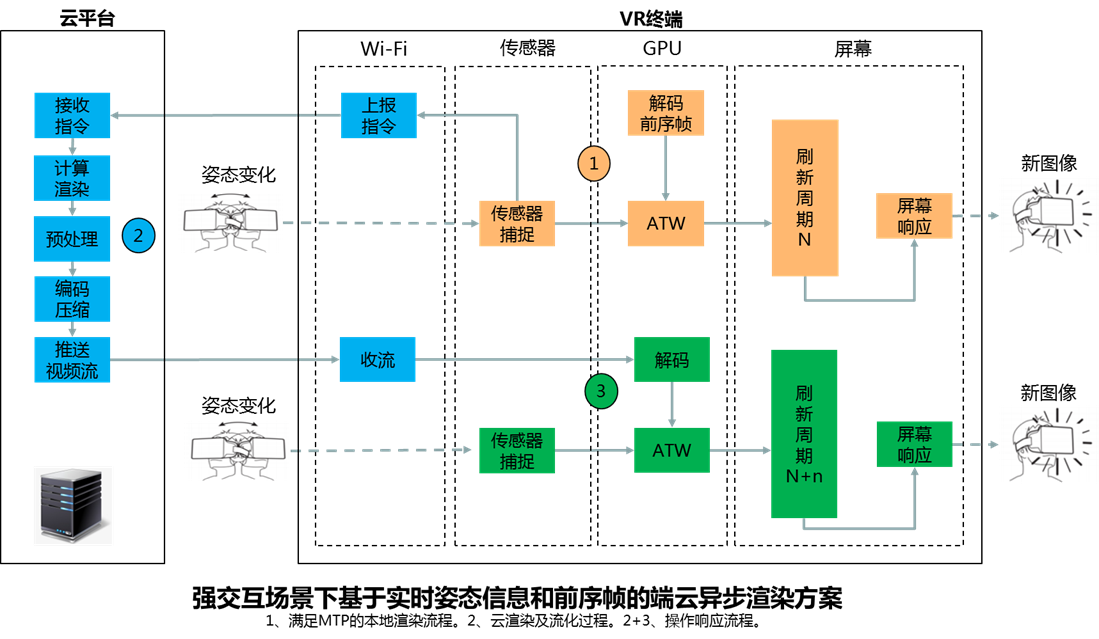 云平台
VR终端
Wi-Fi
传感器
GPU
屏幕
接收
指令
上报
指令
解码
前序帧
计算
渲染
预处理
编码
压缩
推送
视频流
2
姿态变化
1
传感器
捕捉
ATW
刷
新
周
期
N
屏幕
响应
新图像
收流
解码
3
姿态变化
传感器
捕捉
ATW
刷
新
周
期
N+n
屏幕
响应
新图像
强交互场景下基于实时姿态信息和前序帧的端云异步渲染方案
1、满足MTP的本地渲染流程。2、云渲染及流化过程。2+3、操作响应流程。